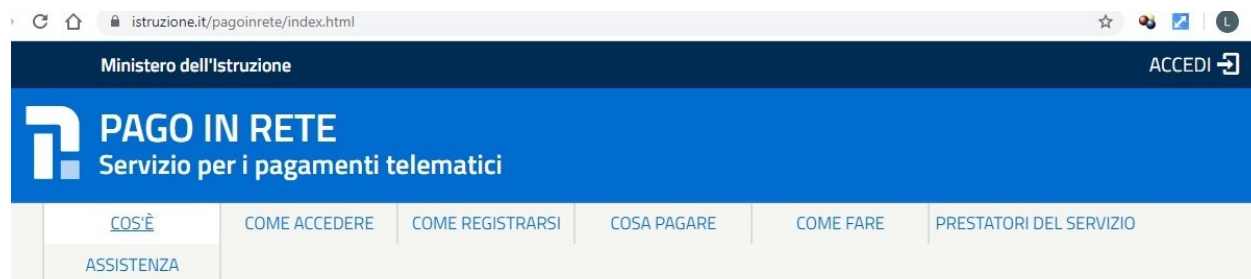 istruzione.it/pagoinrete/index.html
L
Ministero dell'Istruzione
ACCEDI
PAGO IN RETE
Servizio per i pagamenti telematici
COS'È
COME ACCEDERE
COME REGISTRARSI
COSA PAGARE
COME FARE
PRESTATORI DEL SERVIZIO
ASSISTENZA